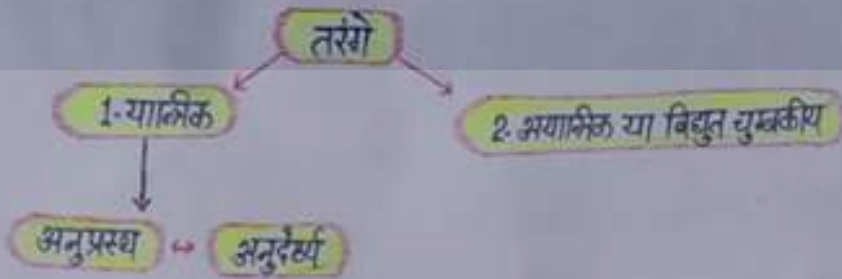 तरंगे
1-यान्त्रिक
2- अयान्त्रिक या विद्युत चुम्बकीय
अनुप्रस्थ ↔ अनुदैर्ध्य